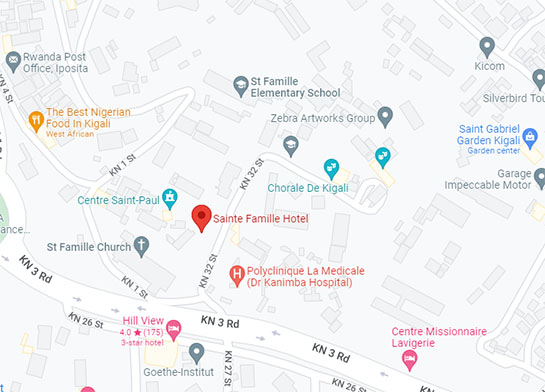 Rwanda Post
Office, Iposita
KN 4 St
The Best Nigerian
Food In Kigali
West African
KN 1 St
St Famille
Elementary School
Zebra Artworks Group
Kicom
Silverbird Tou
Saint Gabriel
Garden Kigali
Garden center
Garage
Impeccable Motor
KN 32 St
Chorale De Kigali
Centre Saint-Paul
Sainte Famille Hotel
St Famille Church
A
ance...
KN 3 Rd
KN 1 St
KN 32 St
Polyclinique La Medicale
(Dr Kanimba Hospital)
KN 26 St
Hill View
4.0 ★ (175)
3-star hotel
KN 3 Rd
Goethe-Institut
KN 27 St
KN 3 Rd
Centre Missionnaire
Lavigerie
KN 26 St